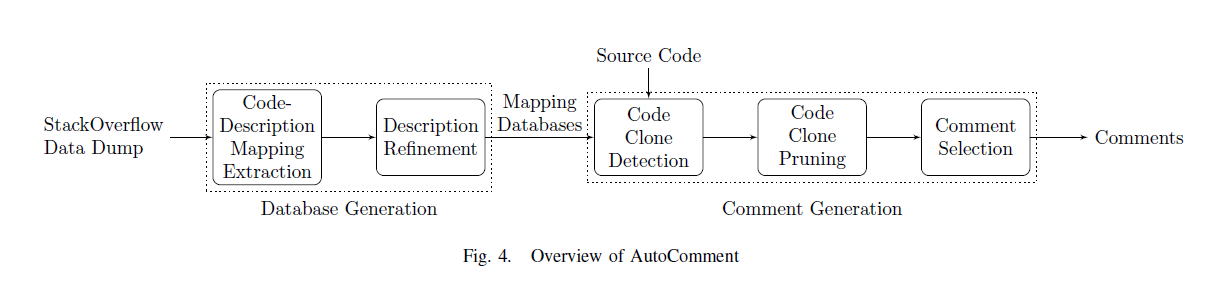 Source Code
StackOverflow
Data Dump
Code-
Description
Mapping
Extraction
Description
Refinement
Mapping
Databases
Code
Clone
Detection
Code
Clone
Pruning
Comment
Selection
Comments
Database Generation
Comment Generation
Fig. 4. Overview of AutoComment